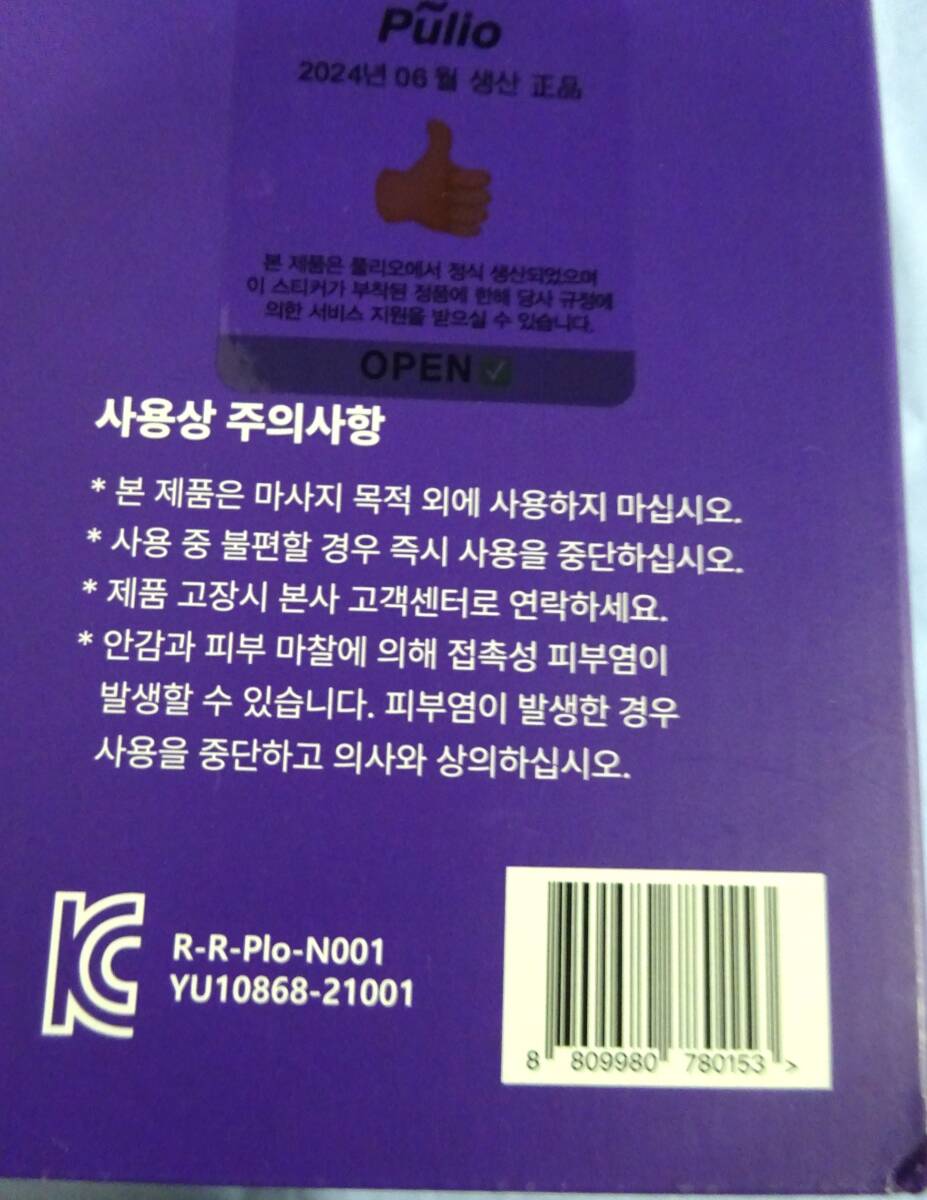 Pulio
2024년 06월 생산 正品
본 제품은 풀리오에서 정식 생산되었으며
이 스티커가 부착된 정품에 한해 당사 규정에
의한 서비스 지원을 받으실 수 있습니다.
OPEN
사용상 주의사항
* 본 제품은 마사지 목적 외에 사용하지 마십시오.
* 사용 중 불편할 경우 즉시 사용을 중단하십시오.
* 제품 고장시 본사 고객센터로 연락하세요.
* 안감과 피부 마찰에 의해 접촉성 피부염이
발생할 수 있습니다. 피부염이 발생한 경우
사용을 중단하고 의사와 상의하십시오.
R-R-Plo-N001
YU10868-21001
8 809980 780153 >